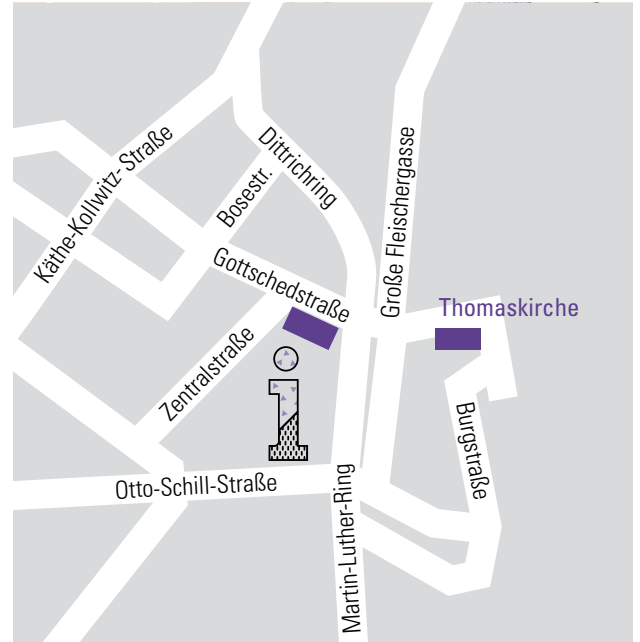 Käthe-Kollwitz-Straße
Dittrichring
Bosestr.
Große Fleischergasse
Gottschedstraße
Thomaskirche
Zentralstraße
i
Burgstraße
Otto-Schill-Straße
Martin-Luther-Ring